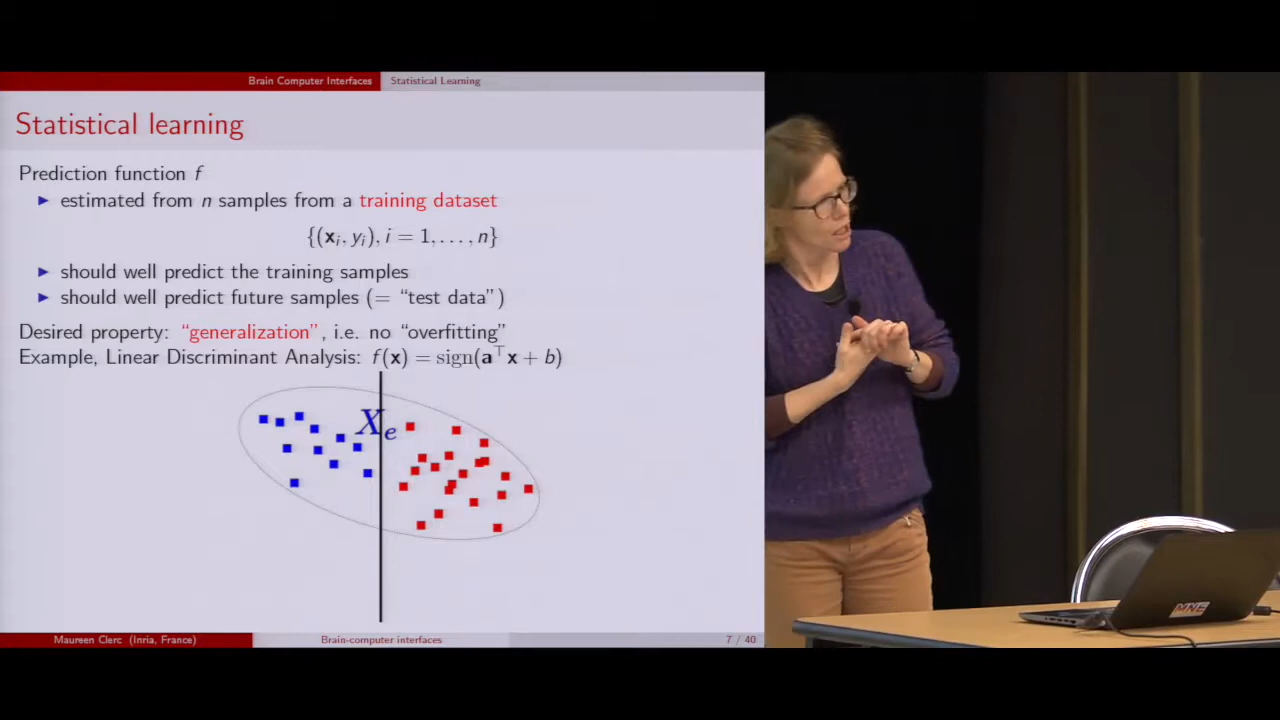 Brain Computer Interfaces Statistical Learning
Statistical learning
Prediction function f
▶ estimated from n samples from a training dataset
{(xᵢ, yᵢ), i = 1, . . . , n}
▶ should well predict the training samples
▶ should well predict future samples (= “test data”)
Desired property: “generalization”, i.e. no “overfitting”
Example, Linear Discriminant Analysis: f(x) = sign(a⊤x + b)
Xₑ
Maureen Clerc (Inria, France) Brain-computer interfaces 7 / 40
MNE